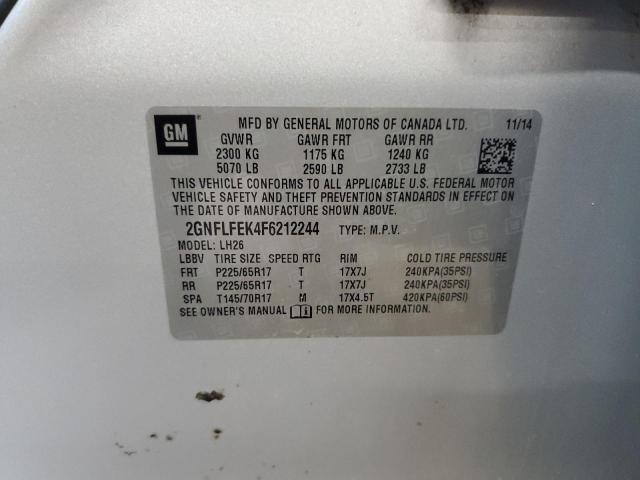 GM ®
MFD BY GENERAL MOTORS OF CANADA LTD. 11/14
GVWR GAWR FRT GAWR RR
2300 KG 1175 KG 1240 KG
5070 LB 2590 LB 2733 LB
THIS VEHICLE CONFORMS TO ALL APPLICABLE U.S. FEDERAL MOTOR
VEHICLE SAFETY AND THEFT PREVENTION STANDARDS IN EFFECT ON
THE DATE OF MANUFACTURE SHOWN ABOVE.
2GNFLFEK4F6212244 TYPE: M.P.V.
MODEL: LH26
LBBV TIRE SIZE SPEED RTG RIM COLD TIRE PRESSURE
FRT P225/65R17 T 17X7J 240KPA(35PSI)
RR P225/65R17 T 17X7J 240KPA(35PSI)
SPA T145/70R17 M 17X4.5T 420KPA(60PSI)
SEE OWNER'S MANUAL FOR MORE INFORMATION.